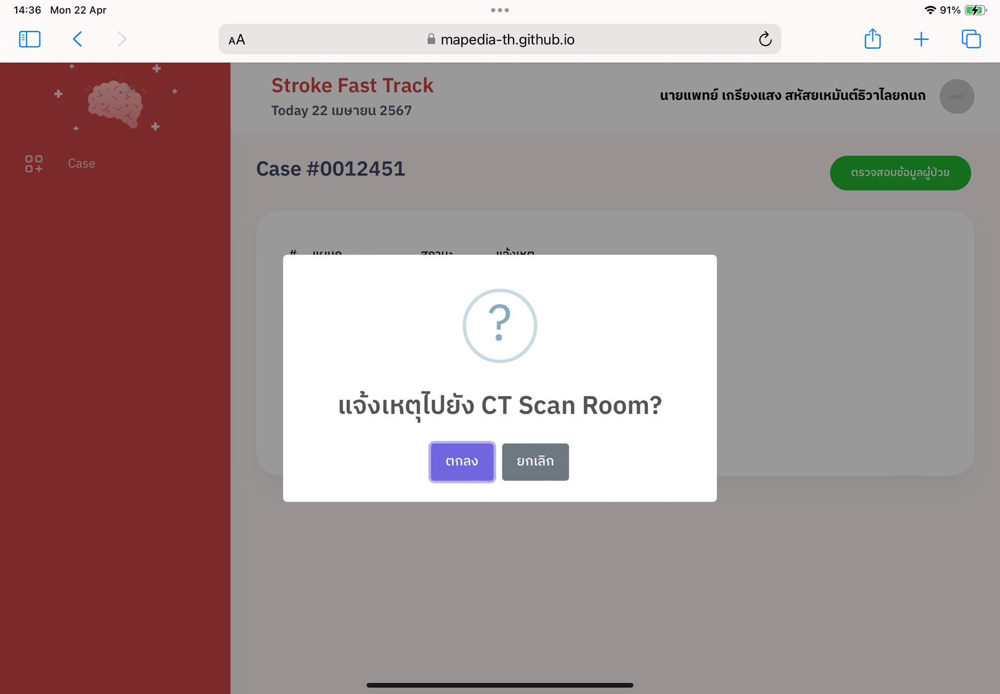 14:36 Mon 22 Apr
91%
AA
mapedia-th.github.io
Stroke Fast Track
Today 22 เมษายน 2567
นายแพทย์ เกรียงแสง สหัสยเหมันต์ธิวาไลยกนก
100x100
Case
Case #0012451
ตรวจสอบข้อมูลผู้ป่วย
# แผนก สถานะ แจ้งเหตุ
?
แจ้งเหตุไปยัง CT Scan Room?
ตกลง
ยกเลิก